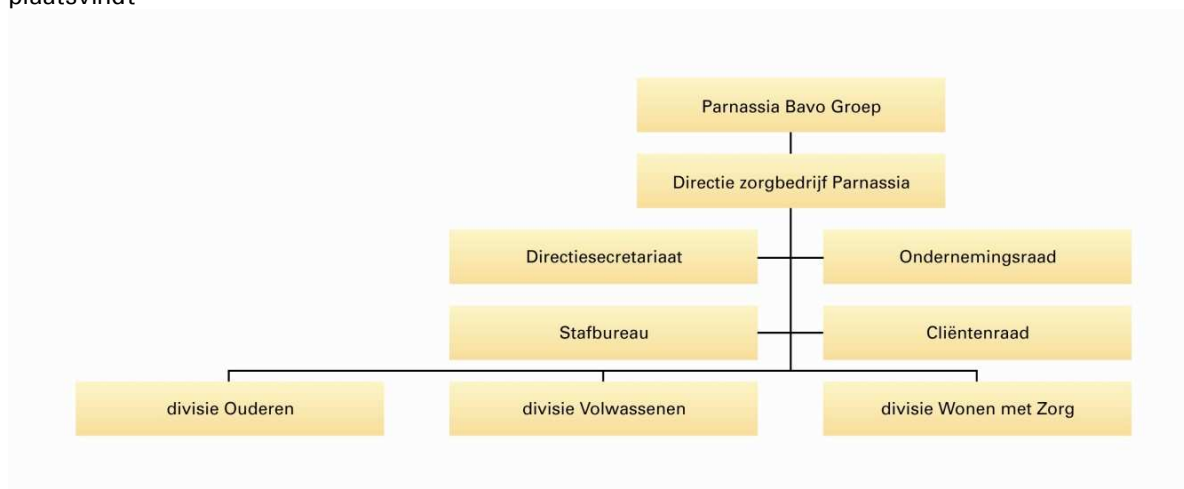 plaatsvindt
Parnassia Bavo Groep
Directie zorgbedrijf Parnassia
Directiesecretariaat
Ondernemingsraad
Stafbureau
Cliëntenraad
divisie Ouderen
divisie Volwassenen
divisie Wonen met Zorg